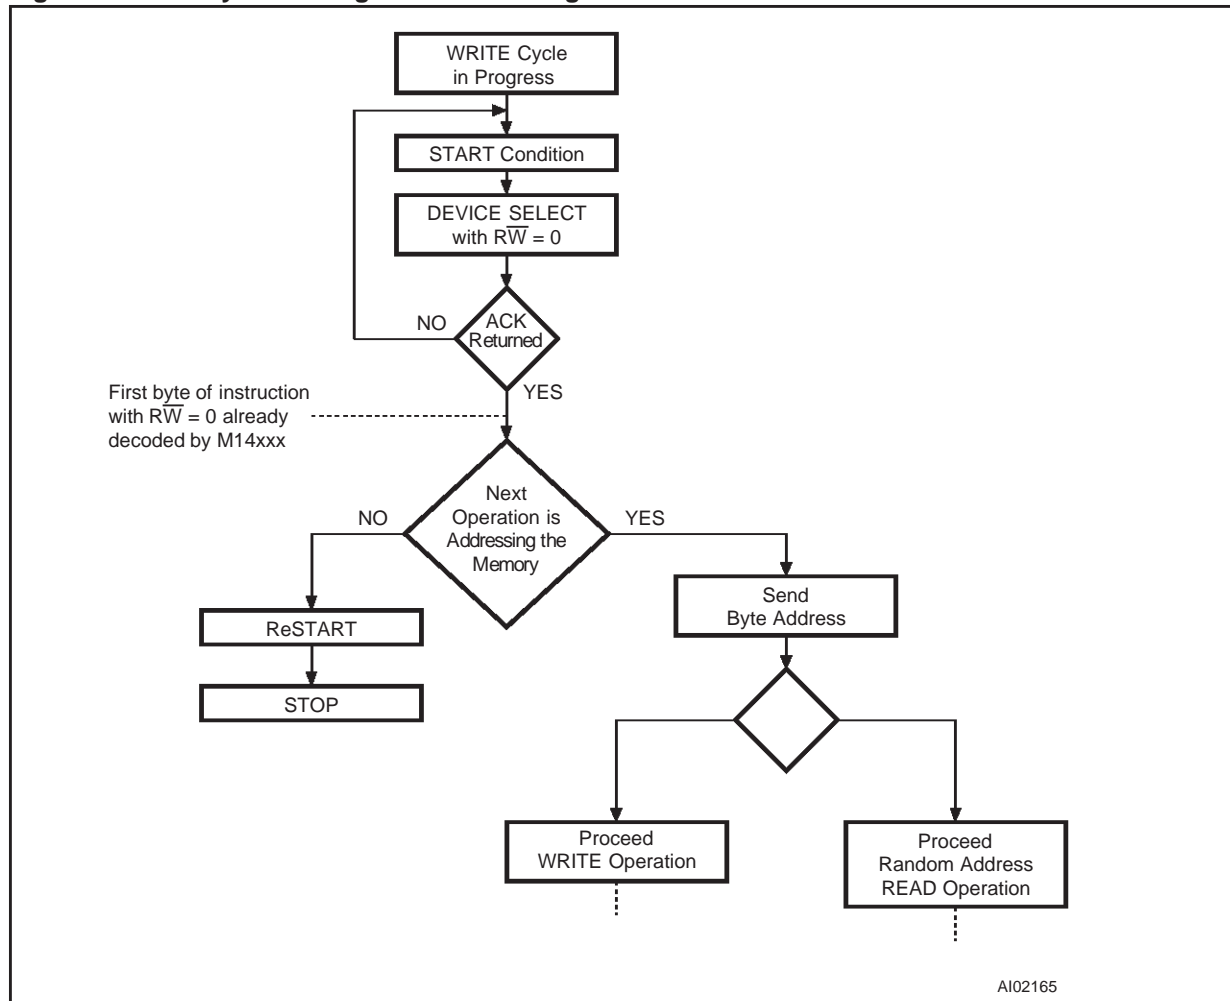 WRITE Cycle
in Progress
START Condition
DEVICE SELECT
with RW̅ = 0
NO
ACK
Returned
YES
First byte of instruction
with RW̅ = 0 already
decoded by M14xxx
Next
Operation is
Addressing the
Memory
NO
YES
ReSTART
STOP
Send
Byte Address
Proceed
WRITE Operation
Proceed
Random Address
READ Operation
AI02165